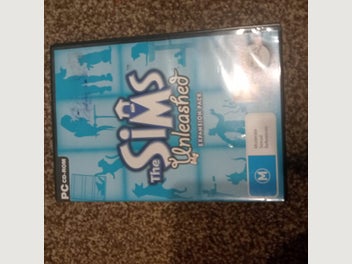 The
SiMS
Unleashed
EXPANSION PACK
PC CD-ROM
M